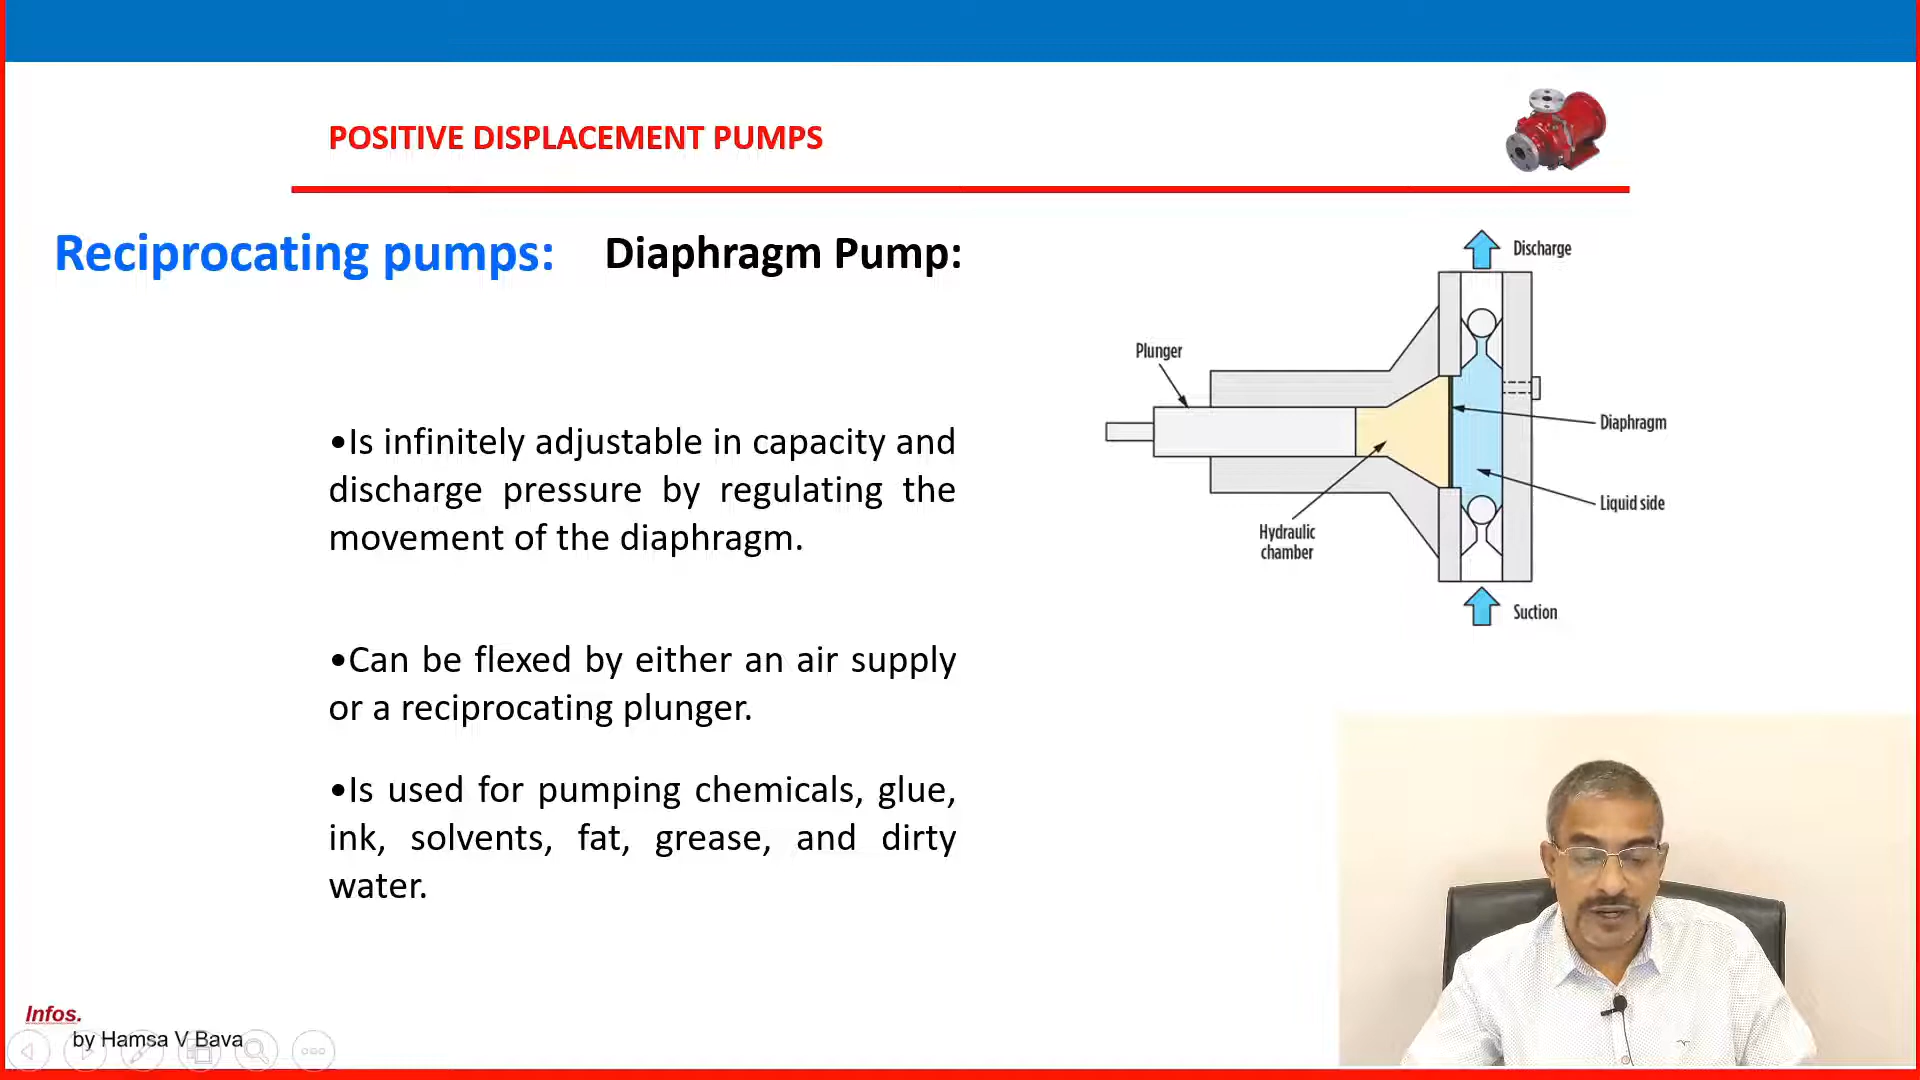 POSITIVE DISPLACEMENT PUMPS
Reciprocating pumps: Diaphragm Pump:
•Is infinitely adjustable in capacity and
discharge pressure by regulating the
movement of the diaphragm.
•Can be flexed by either an air supply
or a reciprocating plunger.
•Is used for pumping chemicals, glue,
ink, solvents, fat, grease, and dirty
water.
Discharge
Plunger
Diaphragm
Liquid side
Hydraulic
chamber
Suction
Infos.
by Hamsa V Bava